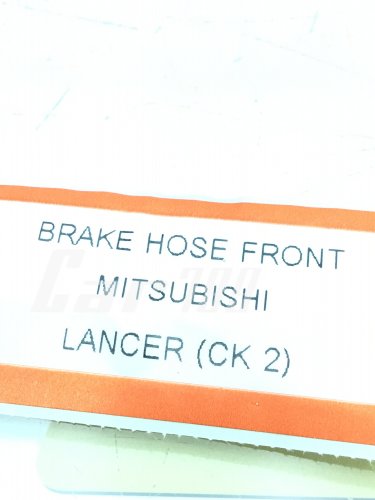 BRAKE HOSE FRONT
MITSUBISHI
LANCER (CK 2)